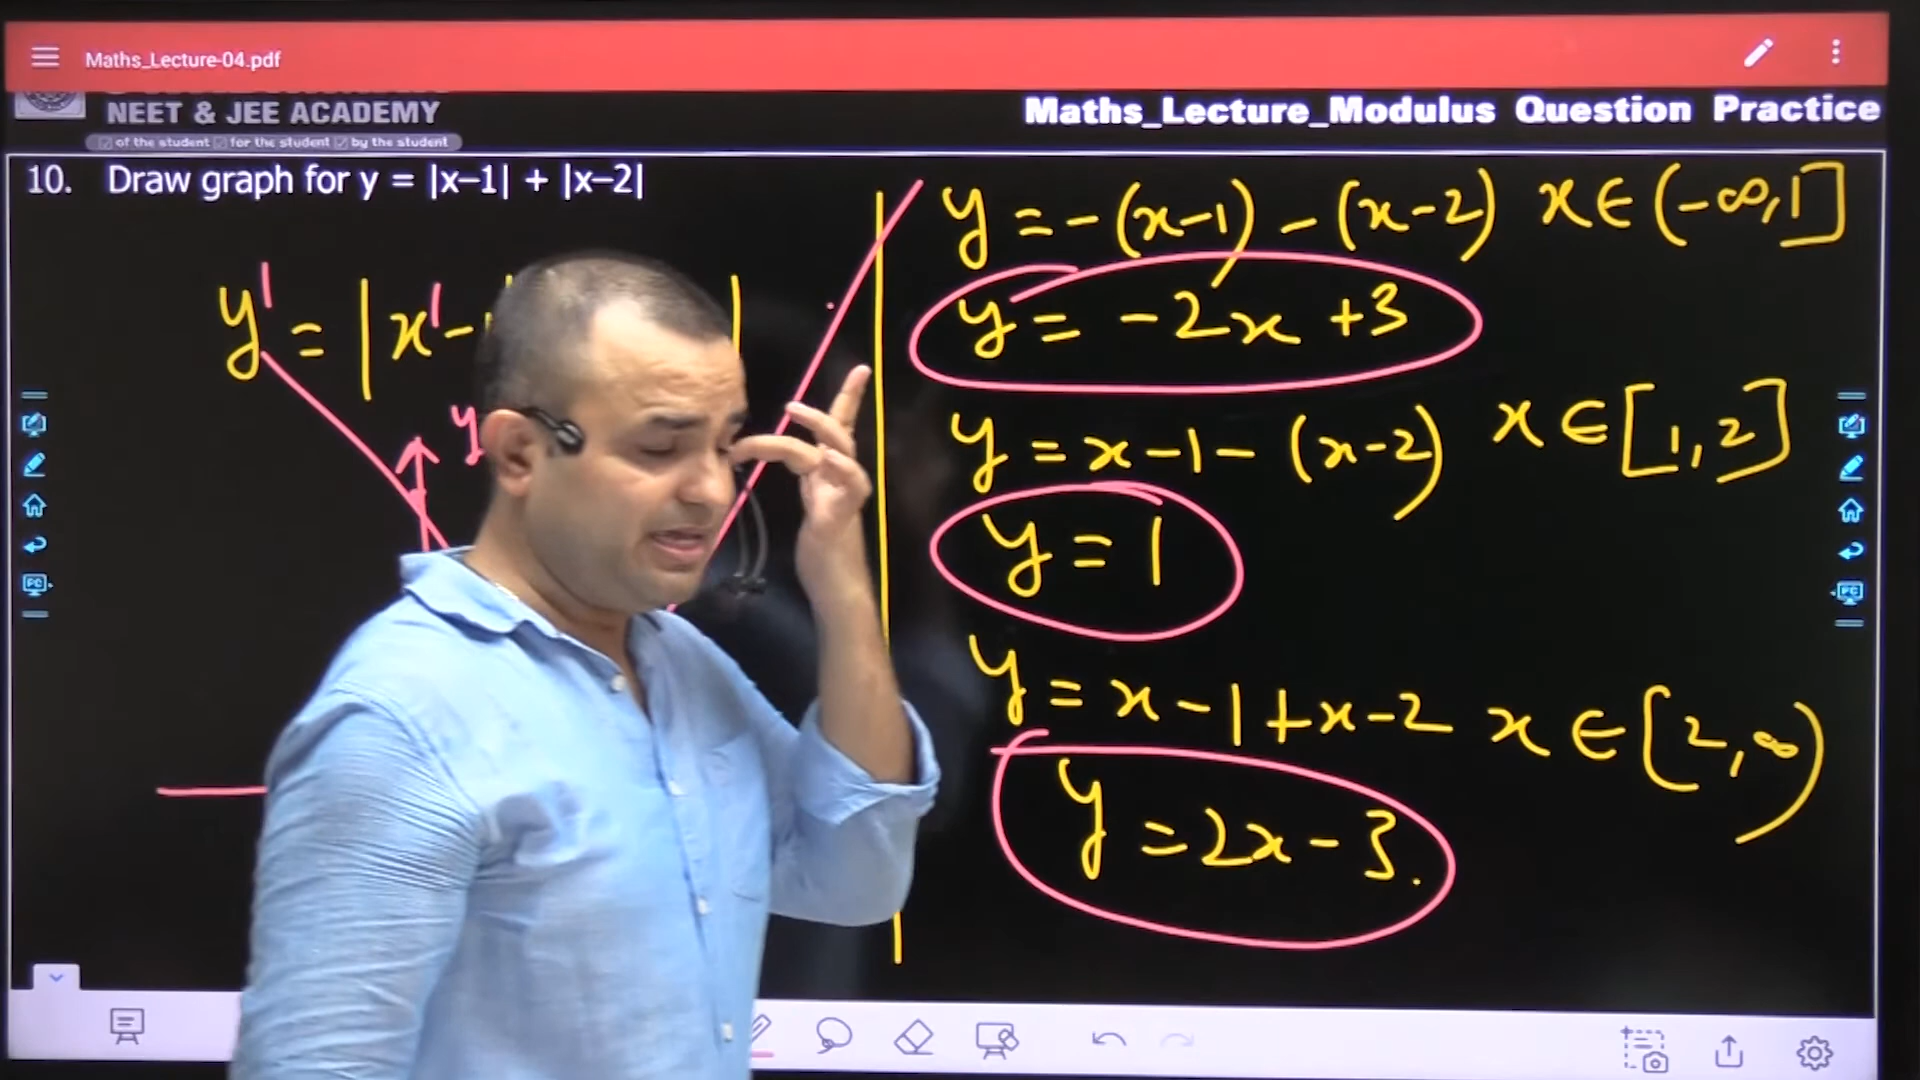 Maths_Lecture-04.pdf
NEET & JEE ACADEMY
of the student for the student by the student
Maths_Lecture_Modulus Question Practice
10. Draw graph for y = |x–1| + |x–2|
y' = |x'-
y
y = -(x-1) - (x-2) x∈(-∞,1]
y = -2x +3
y = x-1- (x-2) x∈[1,2]
y = 1
y = x-1+x-2 x∈[2,∞)
y = 2x-3.
PC
PC